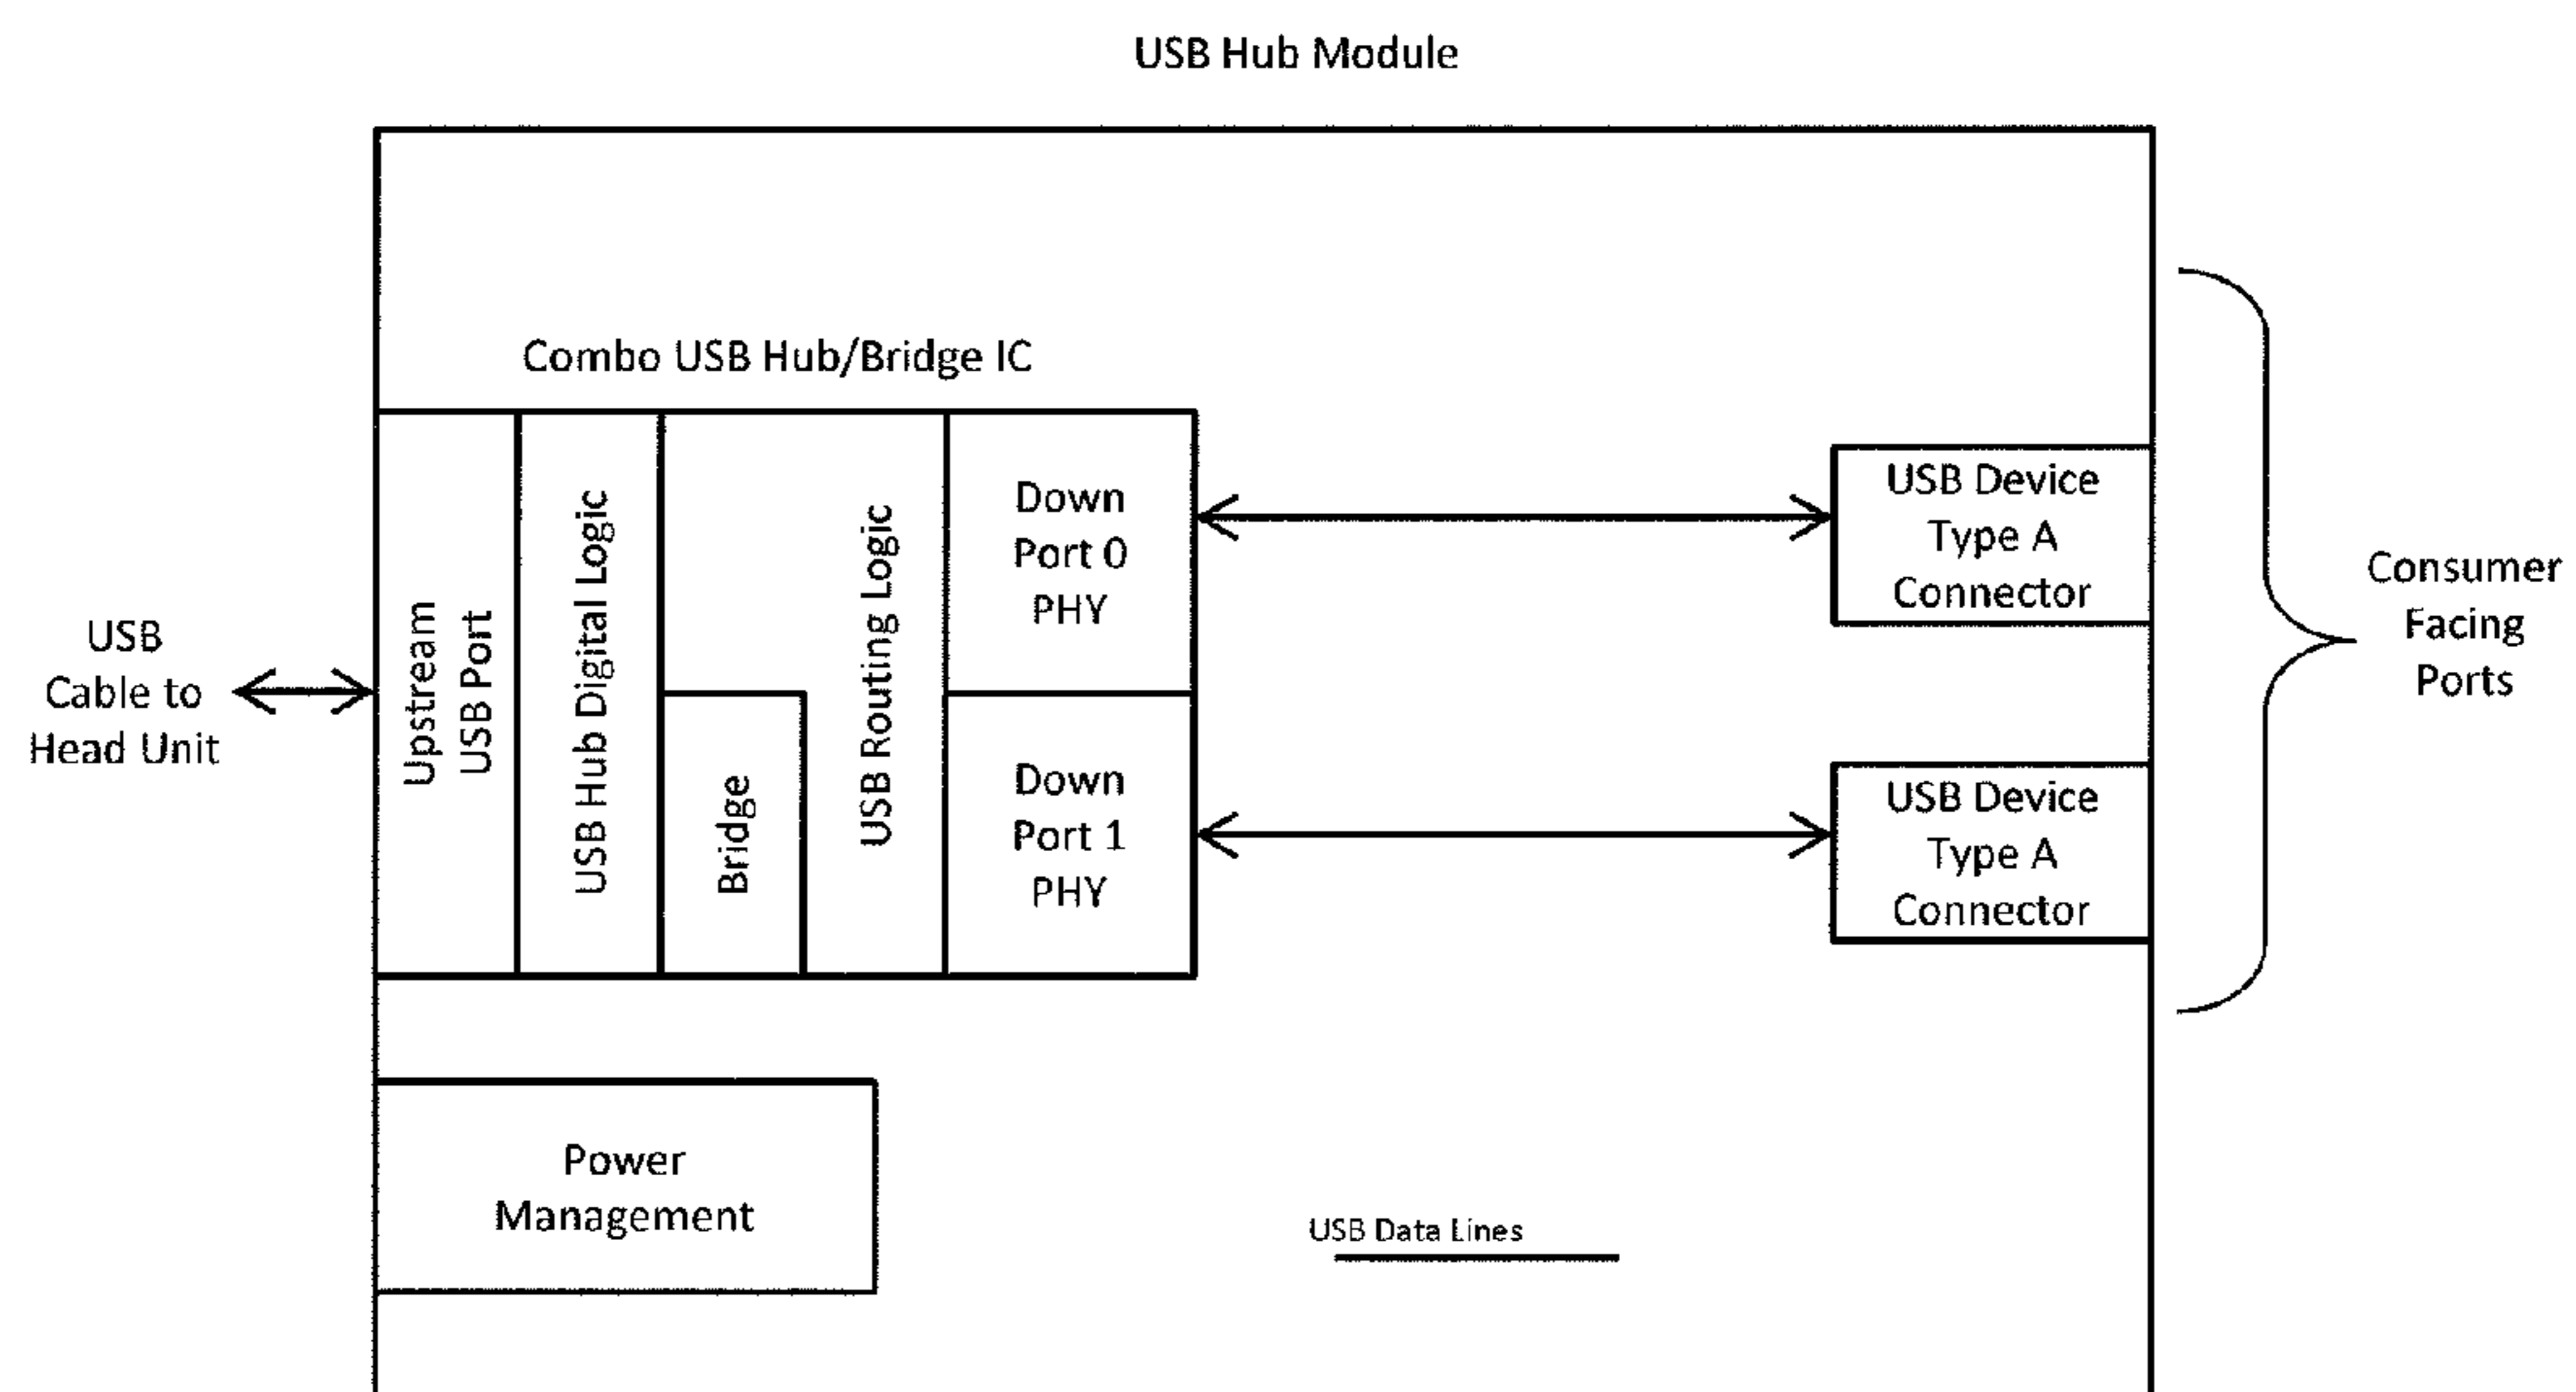 USB Hub Module
Combo USB Hub/Bridge IC
USB
Cable to
Head Unit
Upstream
USB Port
USB Hub Digital Logic
Bridge
USB Routing Logic
Down
Port 0
PHY
Down
Port 1
PHY
USB Device
Type A
Connector
USB Device
Type A
Connector
Consumer
Facing
Ports
Power
Management
USB Data Lines